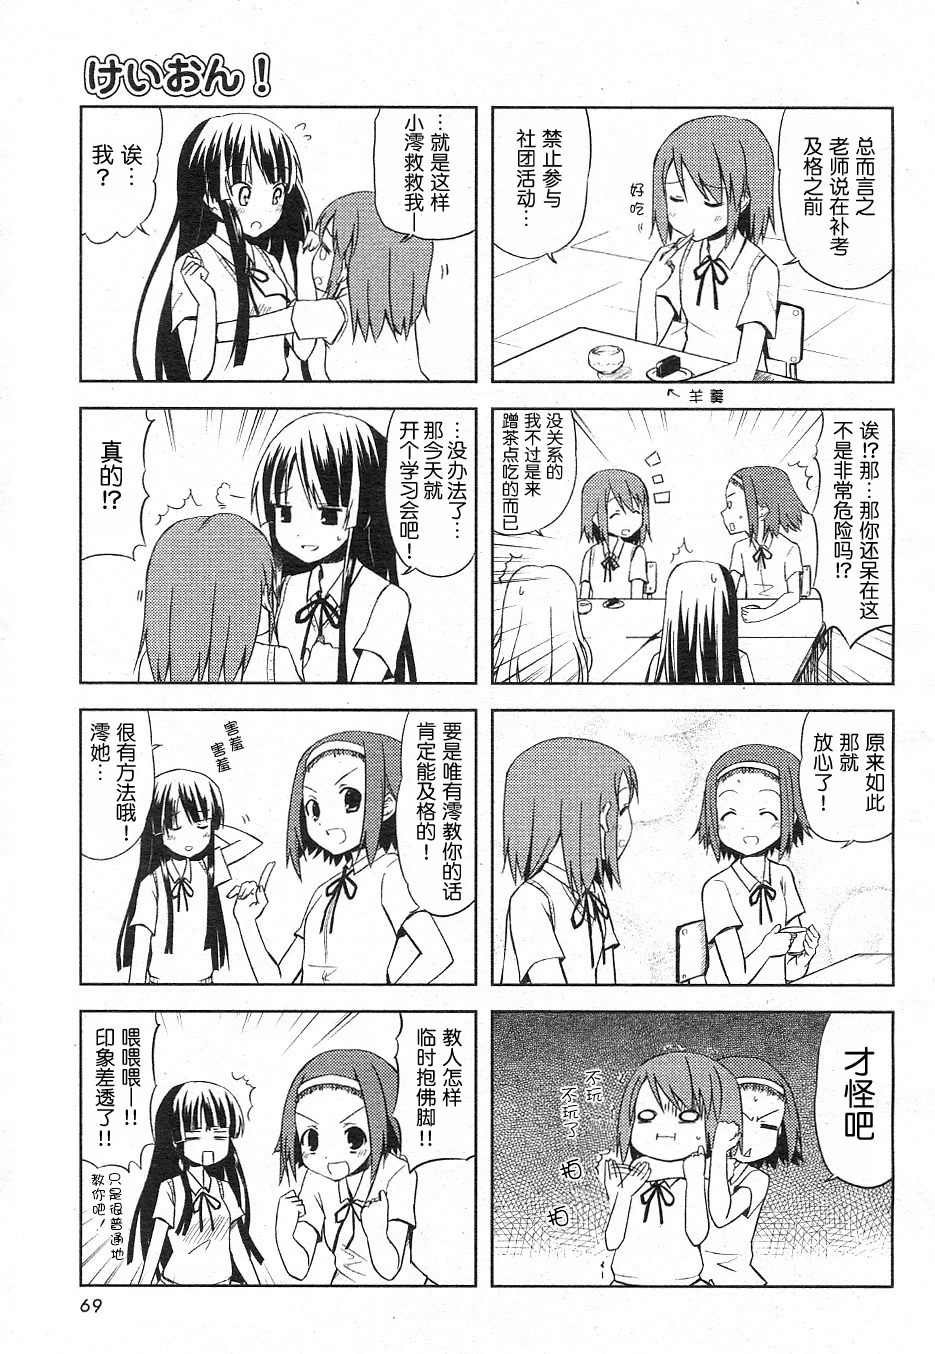 けいおん！
总而言之
老师说在补考
及格之前
禁止参与
社团活动…
好吃
羊羹
诶!?那…那你还呆在这
不是非常危险吗!?
没关系的
我不过是来
蹭茶点吃的而已
原来如此
那就
放心了！
才怪吧
不玩了
不玩
拍
拍
…就是这样
小澪救救我—
诶…
我？
…没办法了…
那今天就
开个学习会吧！
真的!?
要是唯有澪教你的话
肯定能及格的！
害羞
害羞
很有方法哦！
澪她…
教人怎样
临时抱佛脚!!
喂喂喂—!!
印象差透了!!
只是很普通地
教你吧！
69